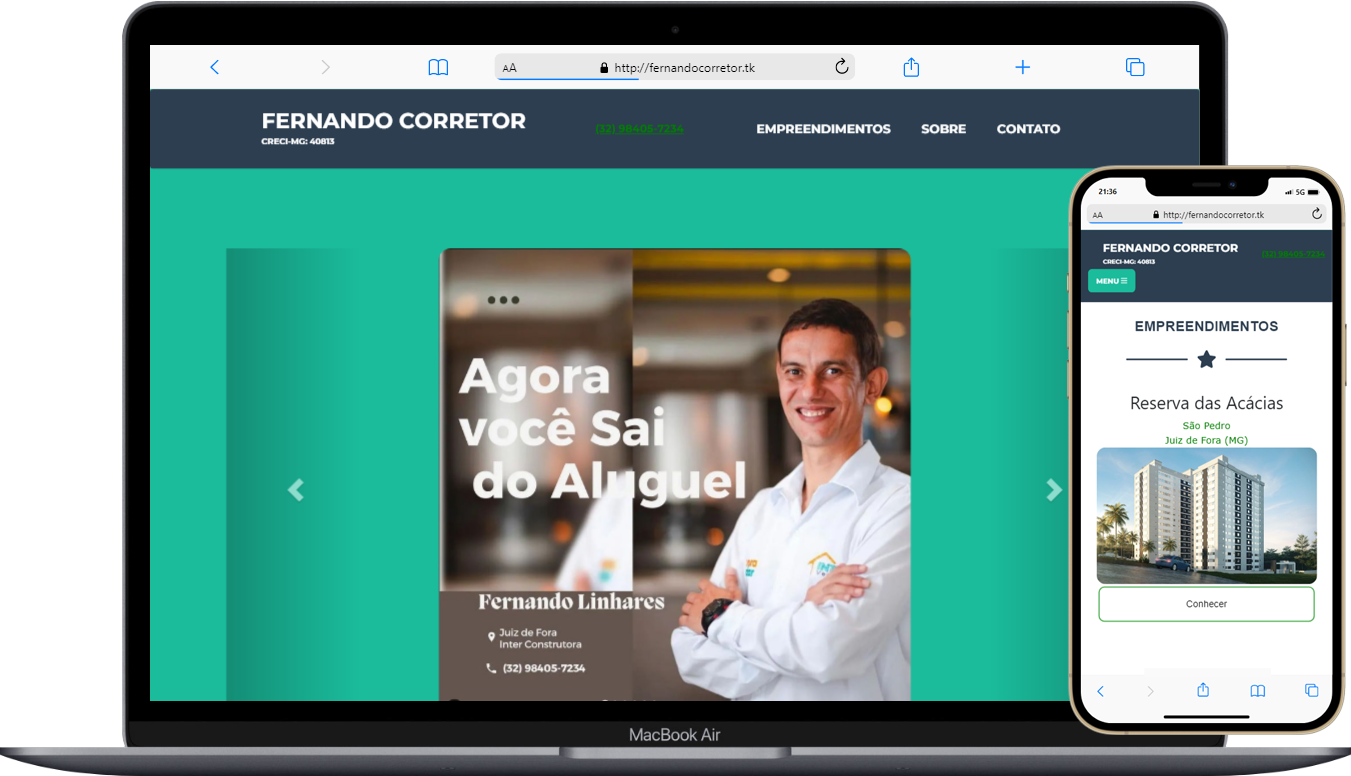 AA
http://fernandocorretor.tk
FERNANDO CORRETOR
CRECI-MG: 40813
(32) 98405-7234
EMPREENDIMENTOS
SOBRE
CONTATO
Agora
você Sai
do Aluguel
Fernando Linhares
Juiz de Fora
Inter Construtora
(32) 98405-7234
MacBook Air
21:36
5G
AA
http://fernandocorretor.tk
FERNANDO CORRETOR
CRECI-MG: 40813
(32) 98405-7234
MENU
EMPREENDIMENTOS
Reserva das Acácias
São Pedro
Juiz de Fora (MG)
Conhecer